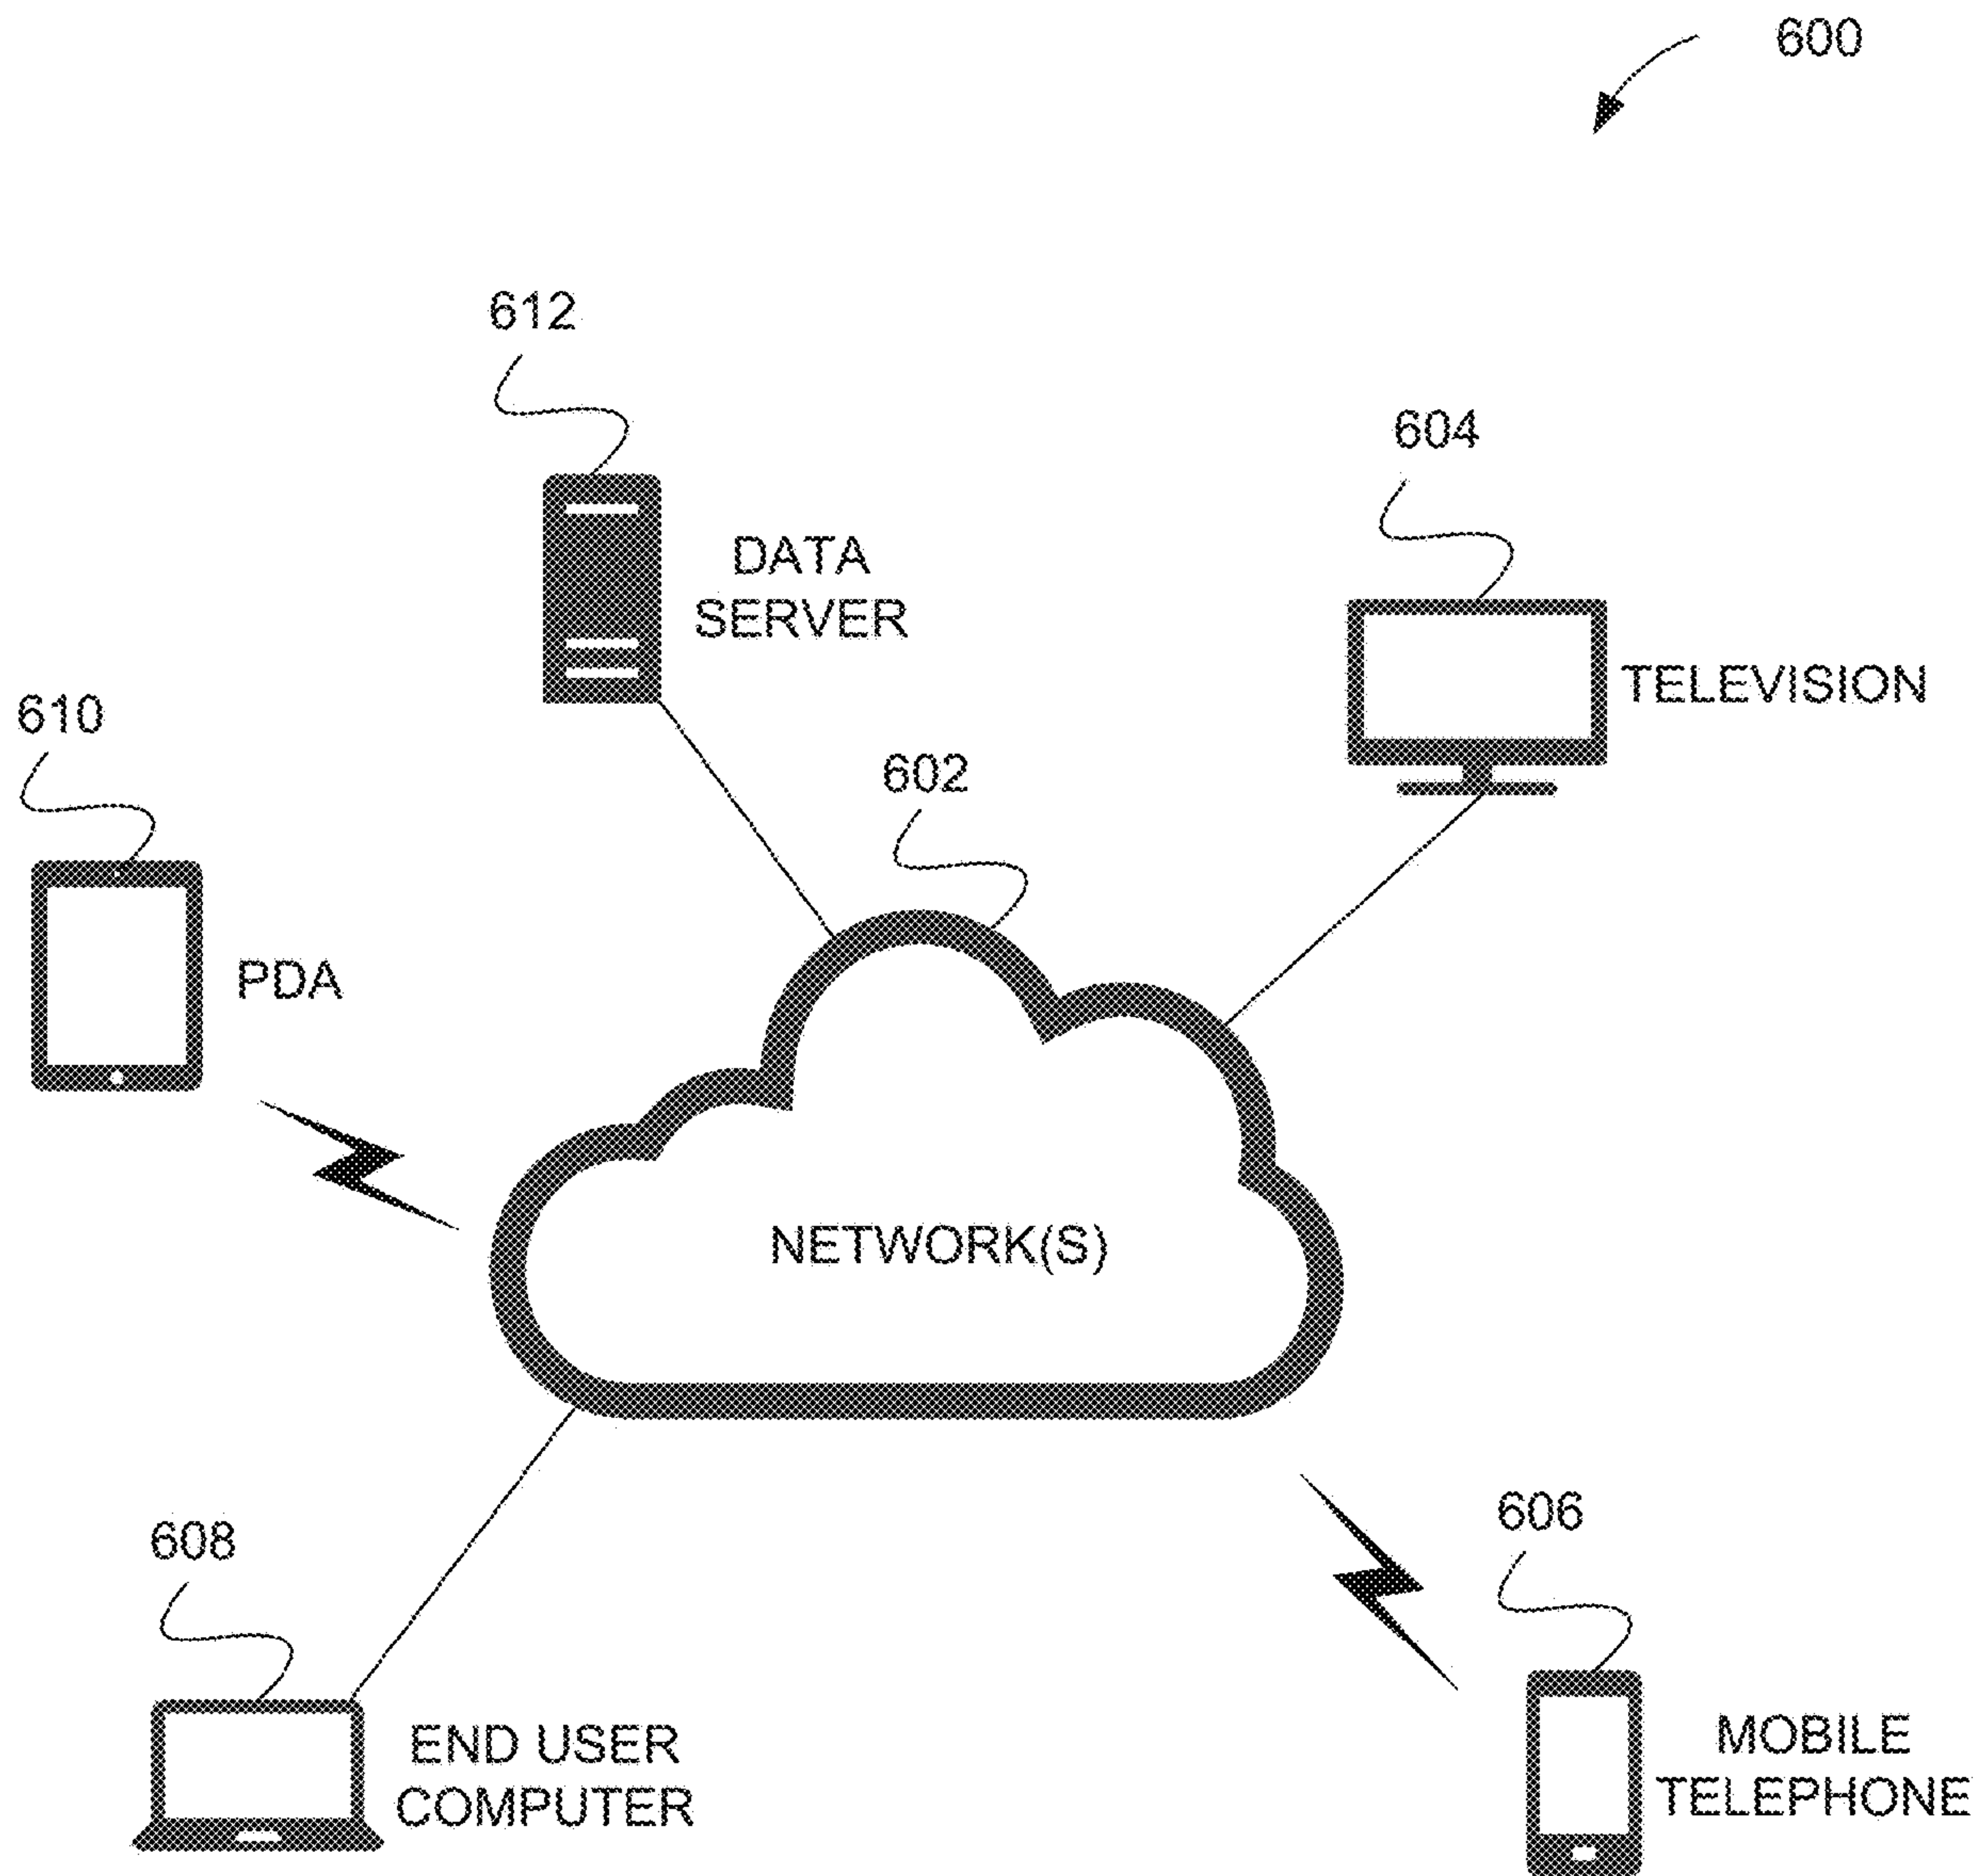 600
612
604
DATA
SERVER
TELEVISION
610
602
PDA
NETWORK(S)
608
606
END USER
COMPUTER
MOBILE
TELEPHONE